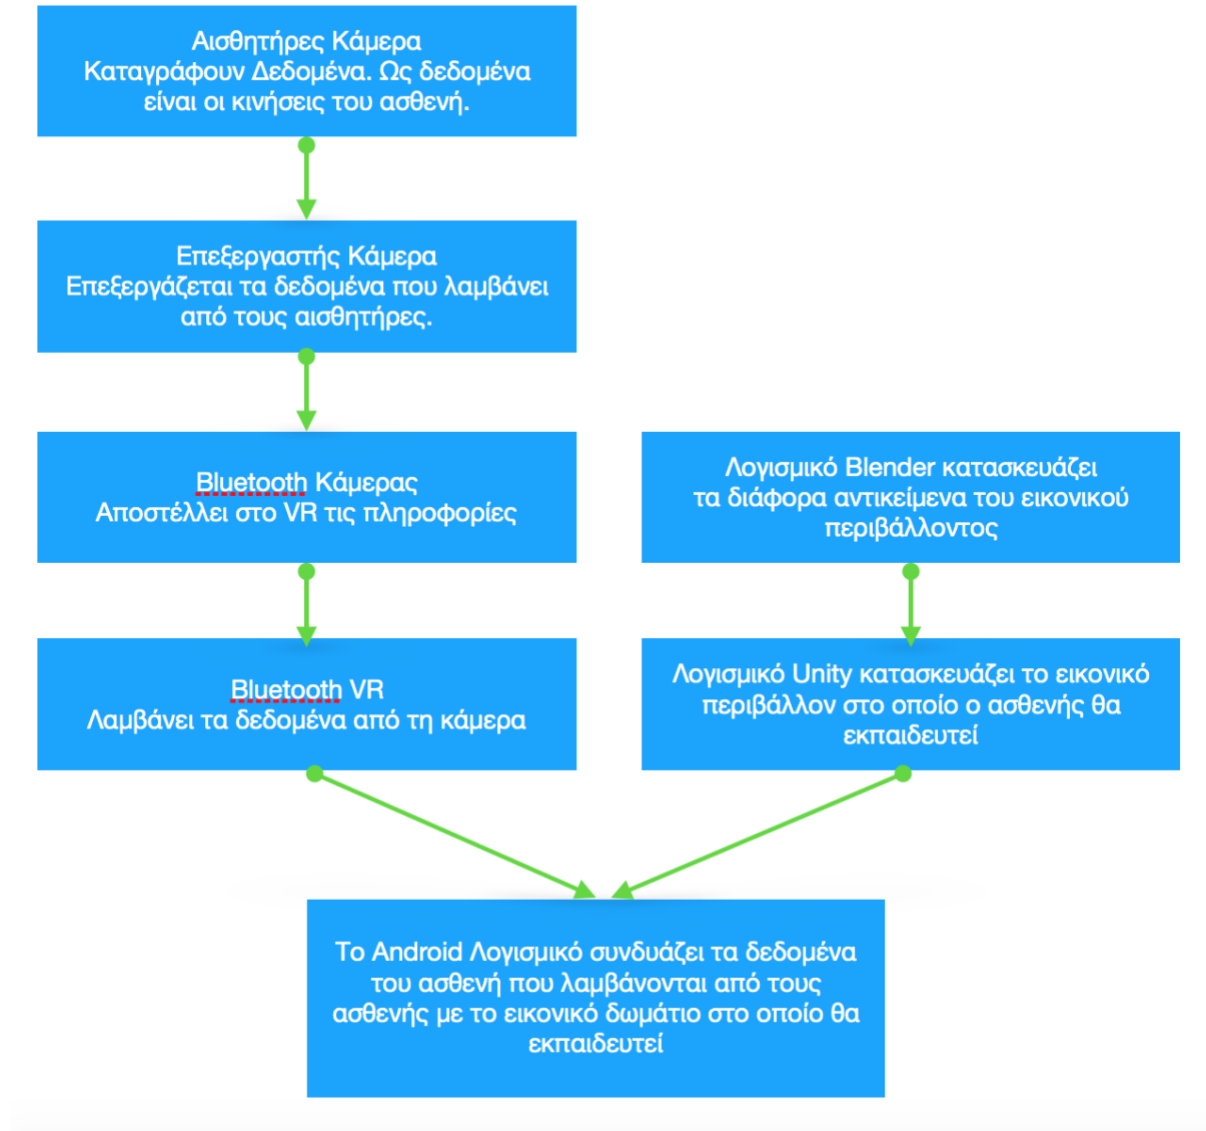 Αισθητήρες Κάμερα
Καταγράφουν Δεδομένα. Ως δεδομένα
είναι οι κινήσεις του ασθενή.
Επεξεργαστής Κάμερα
Επεξεργάζεται τα δεδομένα που λαμβάνει
από τους αισθητήρες.
Bluetooth Κάμερας
Αποστέλλει στο VR τις πληροφορίες
Λογισμικό Blender κατασκευάζει
τα διάφορα αντικείμενα του εικονικού
περιβάλλοντος
Bluetooth VR
Λαμβάνει τα δεδομένα από τη κάμερα
Λογισμικό Unity κατασκευάζει το εικονικό
περιβάλλον στο οποίο ο ασθενής θα
εκπαιδευτεί
Το Android Λογισμικό συνδυάζει τα δεδομένα
του ασθενή που λαμβάνονται από τους
ασθενής με το εικονικό δωμάτιο στο οποίο θα
εκπαιδευτεί